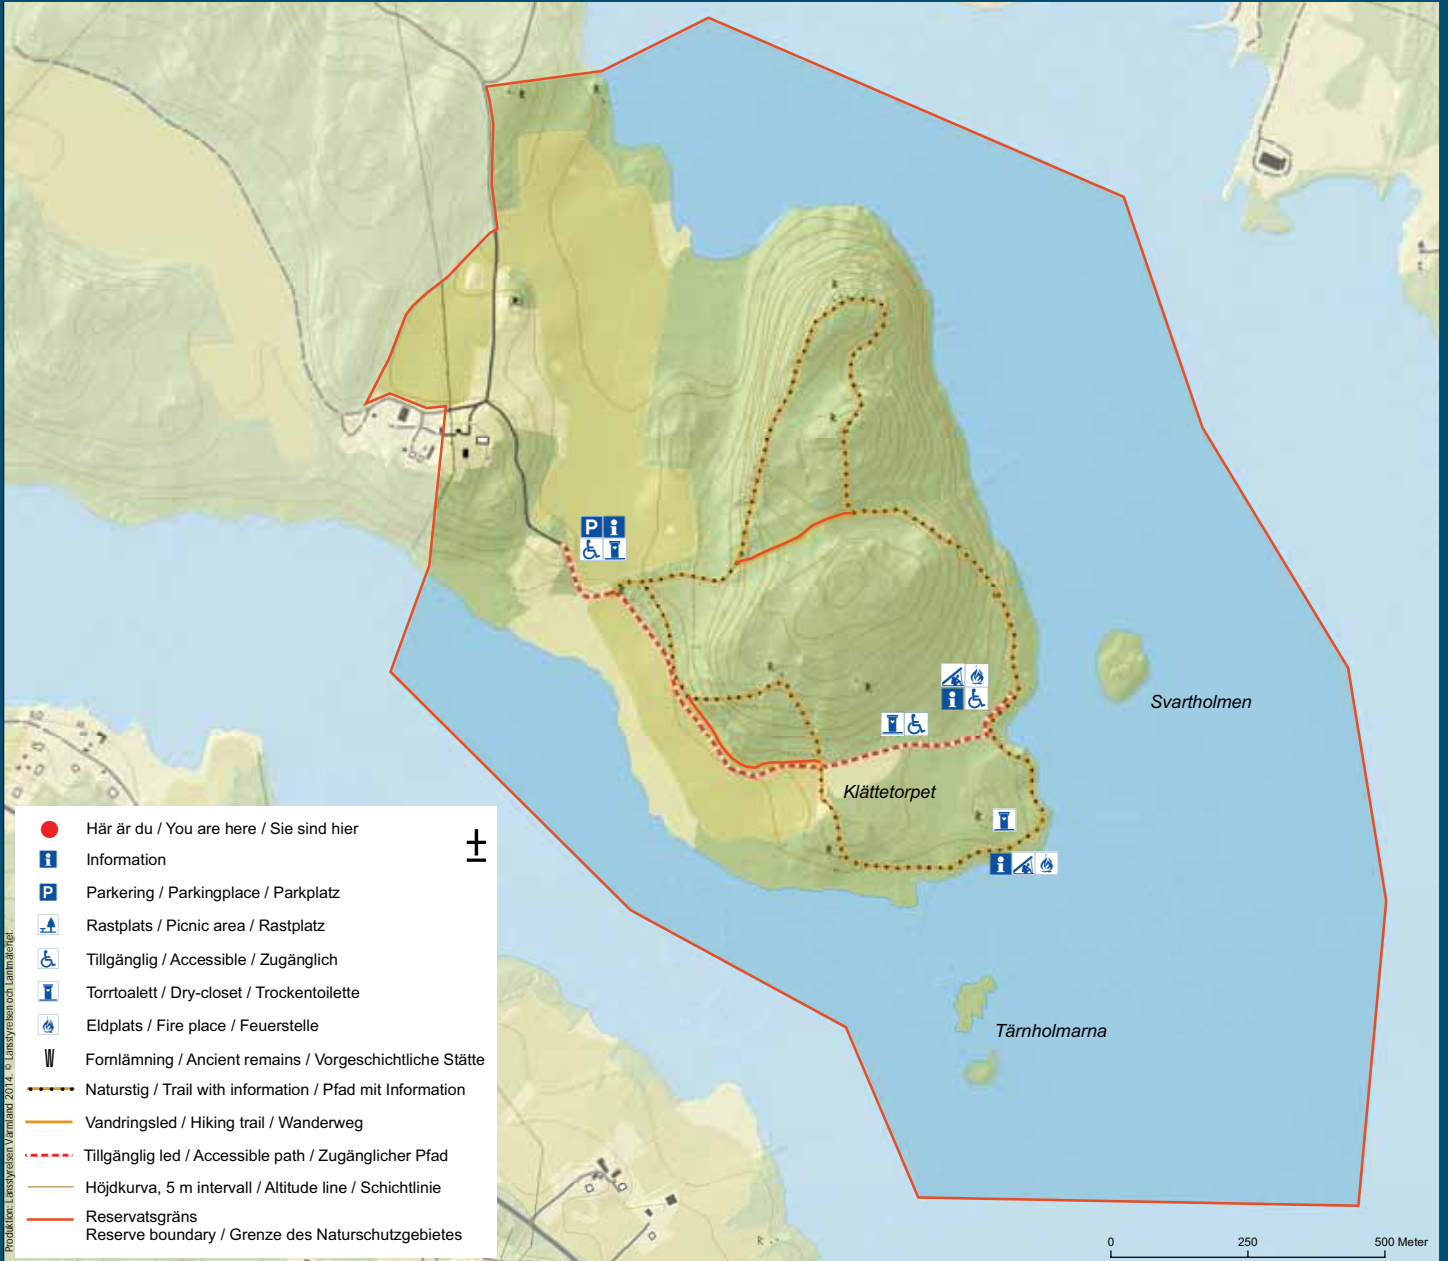 P i
Svartholmen
i
Klättetorpet
i
Tärnholmarna
Här är du / You are here / Sie sind hier
±
i Information
P Parkering / Parkingplace / Parkplatz
Rastplats / Picnic area / Rastplatz
Tillgänglig / Accessible / Zugänglich
Torrtoalett / Dry-closet / Trockentoilette
Eldplats / Fire place / Feuerstelle
Fornlämning / Ancient remains / Vorgeschichtliche Stätte
Naturstig / Trail with information / Pfad mit Information
Vandringsled / Hiking trail / Wanderweg
Tillgänglig led / Accessible path / Zugänglicher Pfad
Höjdkurva, 5 m intervall / Altitude line / Schichtlinie
Reservatsgräns
Reserve boundary / Grenze des Naturschutzgebietes
Produktion: Länsstyrelsen Värmland 2014. © Länsstyrelsen och Lantmäteriet.
0 250 500 Meter